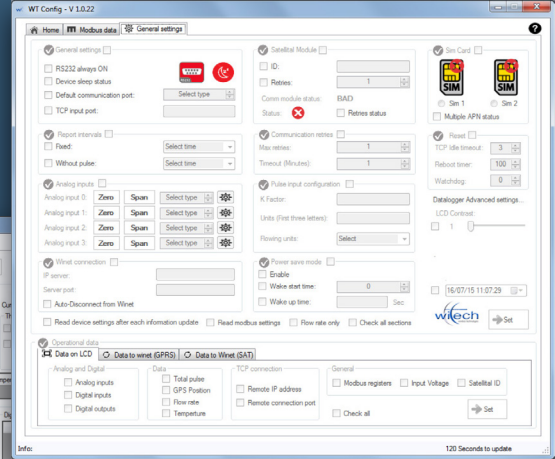 WT Config - V 1.0.22
Home
Modbus data
General settings
General settings
RS232 always ON
Device sleep status
Default communication port:
Select type
TCP input port:
Satellital Module
ID:
Retries:
1
Comm module status:
BAD
Status:
Retries status
Sim Card
SIM
SIM
Sim 1
Sim 2
Multiple APN status
Report intervals
Fixed:
Select time
Without pulse:
Select time
Communication retries
Max retries:
1
Timeout (Minutes):
1
Reset
TCP Idle timeout:
3
Reboot timer:
100
Watchdog:
0
Analog inputs
Analog input 0:
Zero
Span
Select type
Analog input 1:
Zero
Span
Select type
Analog input 2:
Zero
Span
Select type
Analog input 3:
Zero
Span
Select type
Pulse input configuration
K Factor:
Units (First three letters):
Flowing units:
Select
Datalogger Advanced settings...
LCD Contrast
1
Winet connection
IP server:
Server port:
Auto-Disconnect from Winet
Power save mode
Enable
Wake start time:
0
Wake up time:
Sec
16/07/15 11:07:29
witech
Set
Read device settings after each information update
Read modbus settings
Flow rate only
Check all sections
Operational data
Data on LCD
Data to winet (GPRS)
Data to Winet (SAT)
Analog and Digital
Analog inputs
Digital inputs
Digital outputs
Data
Total pulse
GPS Position
Flow rate
Temperture
TCP connection
Remote IP address
Remote connection port
General
Modbus registers
Input Voltage
Satellital ID
Check all
Set
Info:
120 Seconds to update